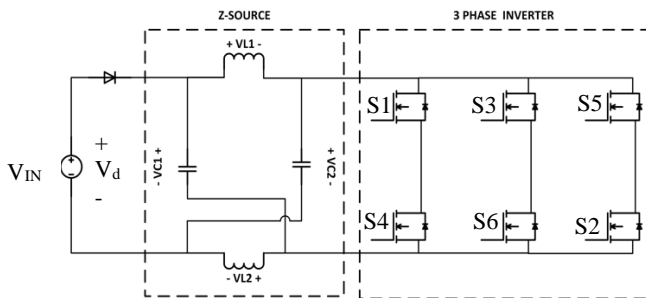 Z-SOURCE
3 PHASE INVERTER
+ VL1 -
S1
S3
S5
VIN
+
Vd
-
- VC1 +
+ VC2 -
S4
S6
S2
- VL2 +